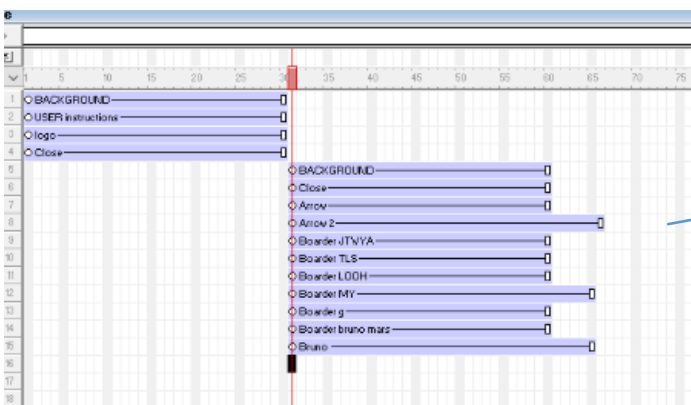 1 5 10 15 20 25 30 35 40 45 50 55 60 65 70 75
1 BACKGROUND
2 USER instructions
3 logo
4 Close
5 BACKGROUND
6 Close
7 Arrow
8 Arrow 2
9 Boarder JTWYA
10 Boarder TLS
11 Boarder LOOH
12 Boarder MY
13 Boarder g
14 Boarder bruno mars
15 Bruno
16
17
18